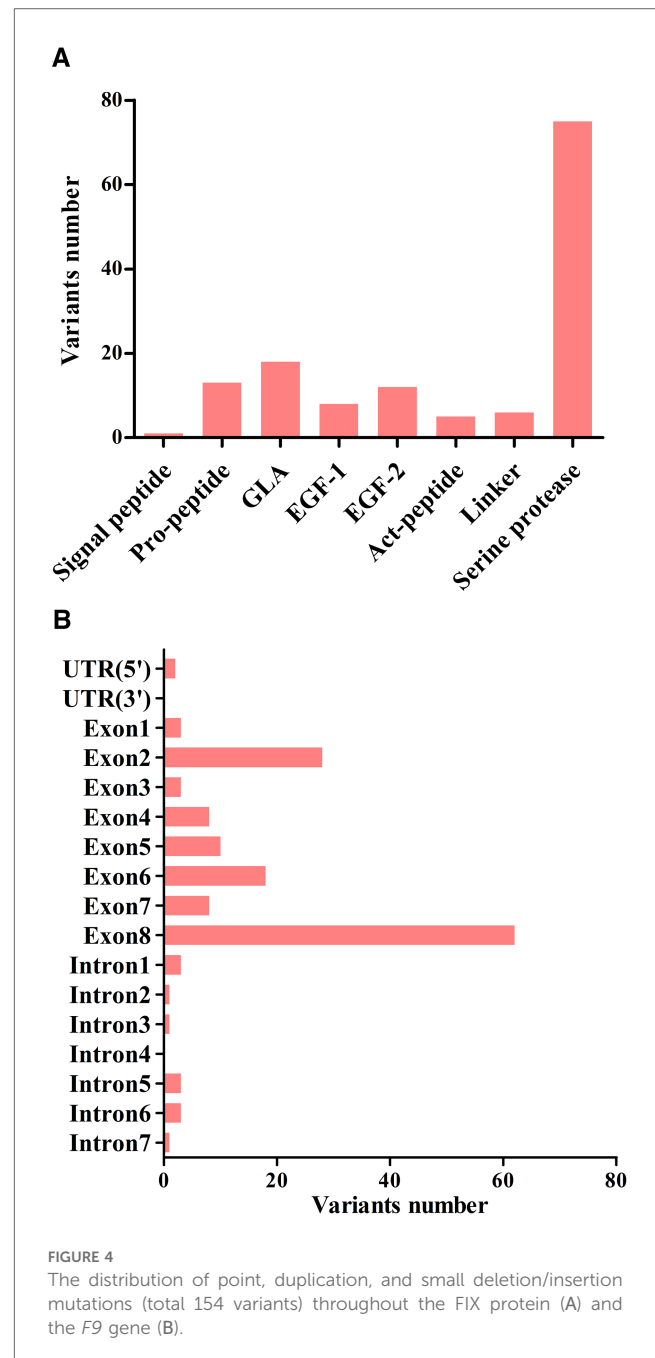 A
Variants number
80
60
40
20
0
Signal peptide
Pro-peptide
GLA
EGF-1
EGF-2
Act-peptide
Linker
Serine protease
B
UTR(5')
UTR(3')
Exon1
Exon2
Exon3
Exon4
Exon5
Exon6
Exon7
Exon8
Intron1
Intron2
Intron3
Intron4
Intron5
Intron6
Intron7
0 20 40 60 80
Variants number
FIGURE 4
The distribution of point, duplication, and small deletion/insertion
mutations (total 154 variants) throughout the FIX protein (A) and
the F9 gene (B).